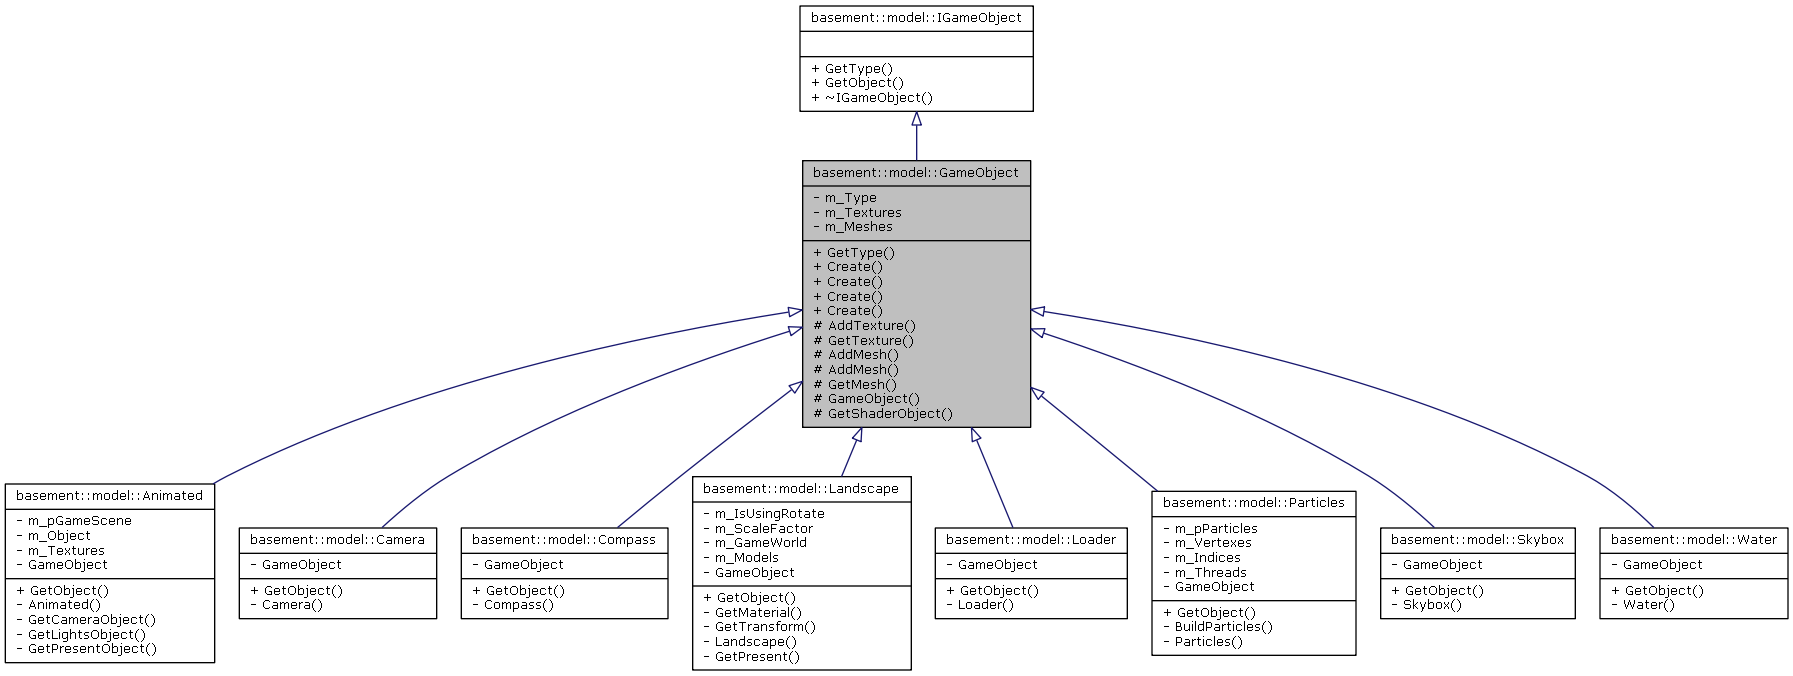 basement::model::IGameObject
+ GetType()
+ GetObject()
+ ~IGameObject()
basement::model::GameObject
- m_Type
- m_Textures
- m_Meshes
+ GetType()
+ Create()
+ Create()
+ Create()
+ Create()
# AddTexture()
# GetTexture()
# AddMesh()
# AddMesh()
# GetMesh()
# GameObject()
# GetShaderObject()
basement::model::Animated
- m_pGameScene
- m_Object
- m_Textures
- GameObject
+ GetObject()
- Animated()
- GetCameraObject()
- GetLightsObject()
- GetPresentObject()
basement::model::Camera
- GameObject
+ GetObject()
- Camera()
basement::model::Compass
- GameObject
+ GetObject()
- Compass()
basement::model::Landscape
- m_IsUsingRotate
- m_ScaleFactor
- m_GameWorld
- m_Models
- GameObject
+ GetObject()
- GetMaterial()
- GetTransform()
- Landscape()
- GetPresent()
basement::model::Loader
- GameObject
+ GetObject()
- Loader()
basement::model::Particles
- m_pParticles
- m_Vertexes
- m_Indices
- m_Threads
- GameObject
+ GetObject()
- BuildParticles()
- Particles()
basement::model::Skybox
- GameObject
+ GetObject()
- Skybox()
basement::model::Water
- GameObject
+ GetObject()
- Water()